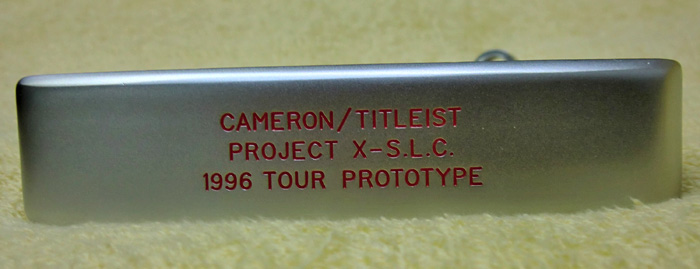 CAMERON/TITLEIST
PROJECT X-S.L.C.
1996 TOUR PROTOTYPE